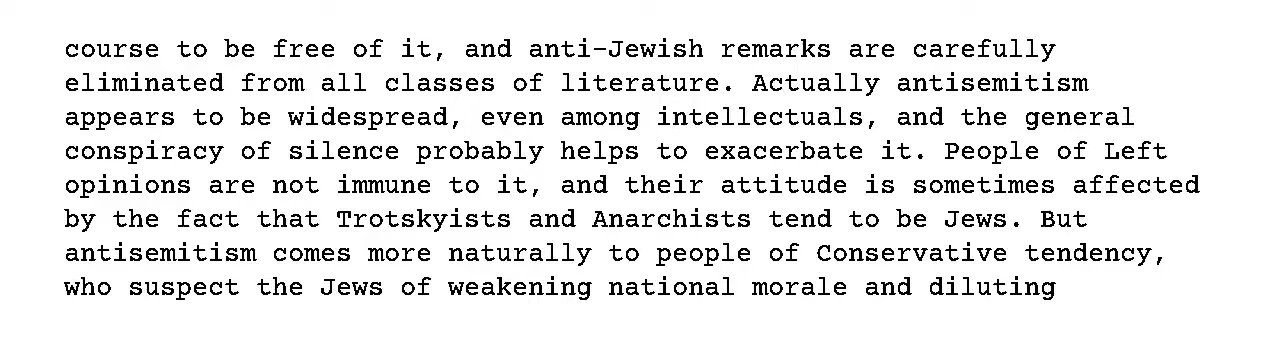 course to be free of it, and anti-Jewish remarks are carefully
eliminated from all classes of literature. Actually antisemitism
appears to be widespread, even among intellectuals, and the general
conspiracy of silence probably helps to exacerbate it. People of Left
opinions are not immune to it, and their attitude is sometimes affected
by the fact that Trotskyists and Anarchists tend to be Jews. But
antisemitism comes more naturally to people of Conservative tendency,
who suspect the Jews of weakening national morale and diluting